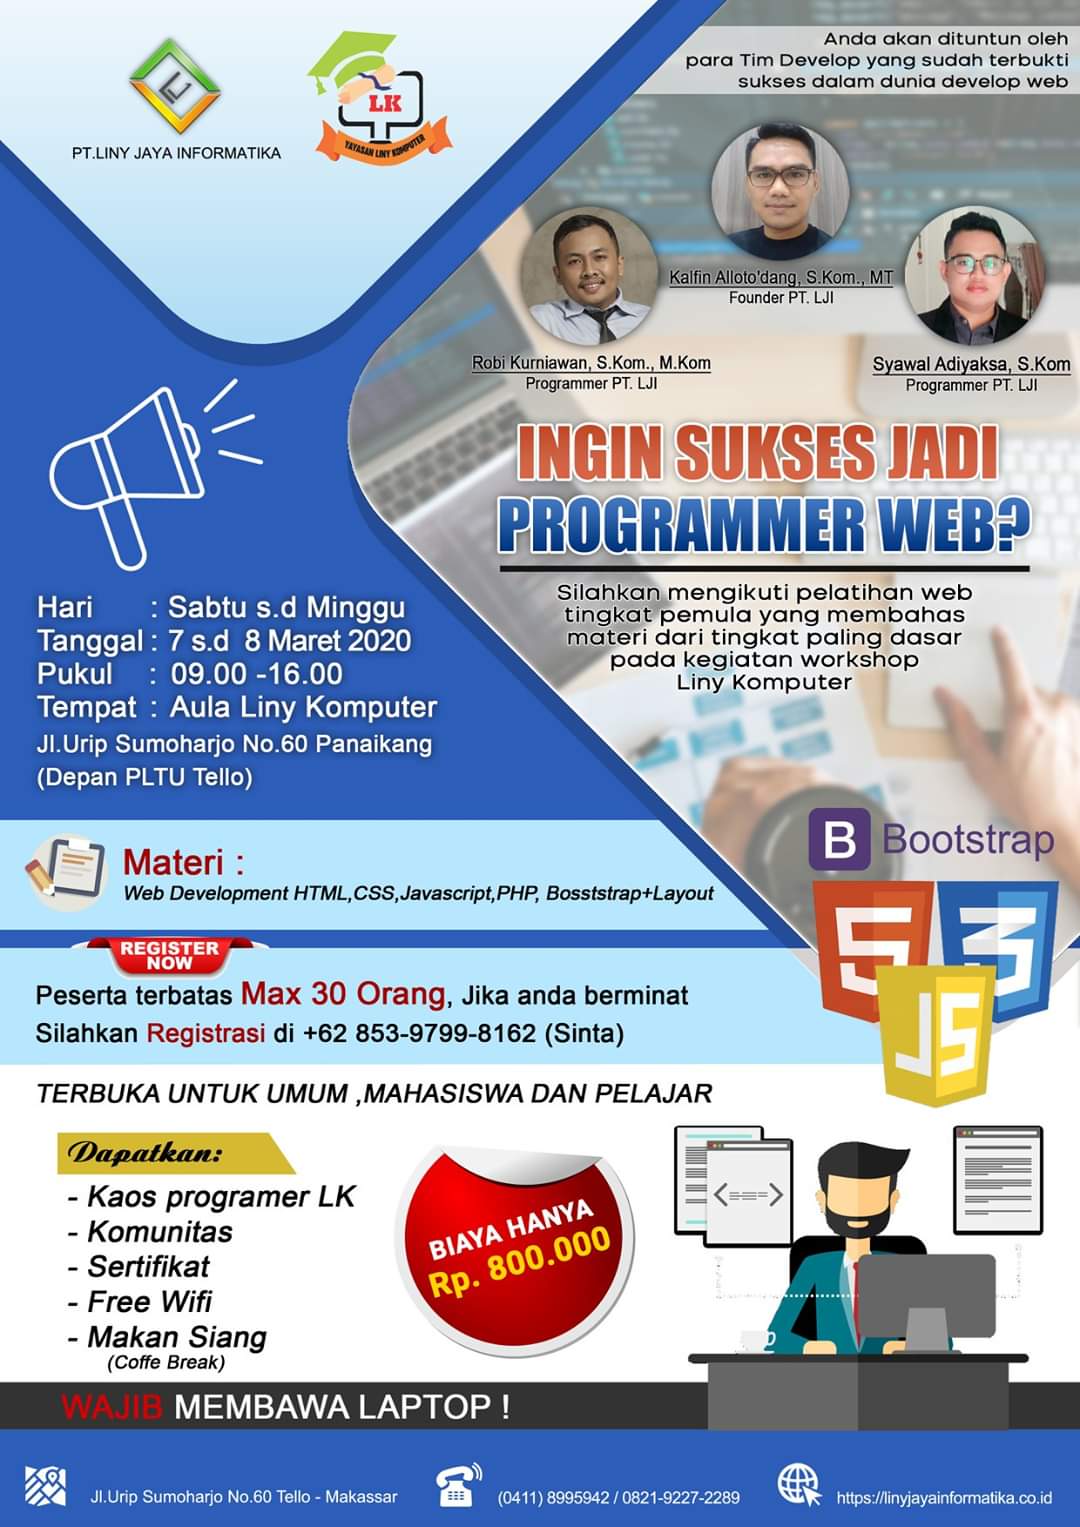 PT.LINY JAYA INFORMATIKA
LK
YAYASAN LINY KOMPUTER
Anda akan dituntun oleh
para Tim Develop yang sudah terbukti
sukses dalam dunia develop web
Kalfin Alloto'dang, S.Kom., MT
Founder PT. LJI
Robi Kurniawan, S.Kom., M.Kom
Programmer PT. LJI
Syawal Adiyaksa, S.Kom
Programmer PT. LJI
INGIN SUKSES JADI
PROGRAMMER WEB?
Silahkan mengikuti pelatihan web
tingkat pemula yang membahas
materi dari tingkat paling dasar
pada kegiatan workshop
Liny Komputer
Hari : Sabtu s.d Minggu
Tanggal : 7 s.d 8 Maret 2020
Pukul : 09.00 -16.00
Tempat : Aula Liny Komputer
Jl.Urip Sumoharjo No.60 Panaikang
(Depan PLTU Tello)
B Bootstrap
5
3
JS
Materi :
Web Development HTML,CSS,Javascript,PHP, Bosststrap+Layout
REGISTER
NOW
Peserta terbatas Max 30 Orang, Jika anda berminat
Silahkan Registrasi di +62 853-9799-8162 (Sinta)
TERBUKA UNTUK UMUM ,MAHASISWA DAN PELAJAR
Dapatkan:
- Kaos programer LK
- Komunitas
- Sertifikat
- Free Wifi
- Makan Siang
(Coffe Break)
BIAYA HANYA
Rp. 800.000
WAJIB MEMBAWA LAPTOP !
Jl.Urip Sumoharjo No.60 Tello - Makassar
(0411) 8995942 / 0821-9227-2289
https://linyjayainformatika.co.id